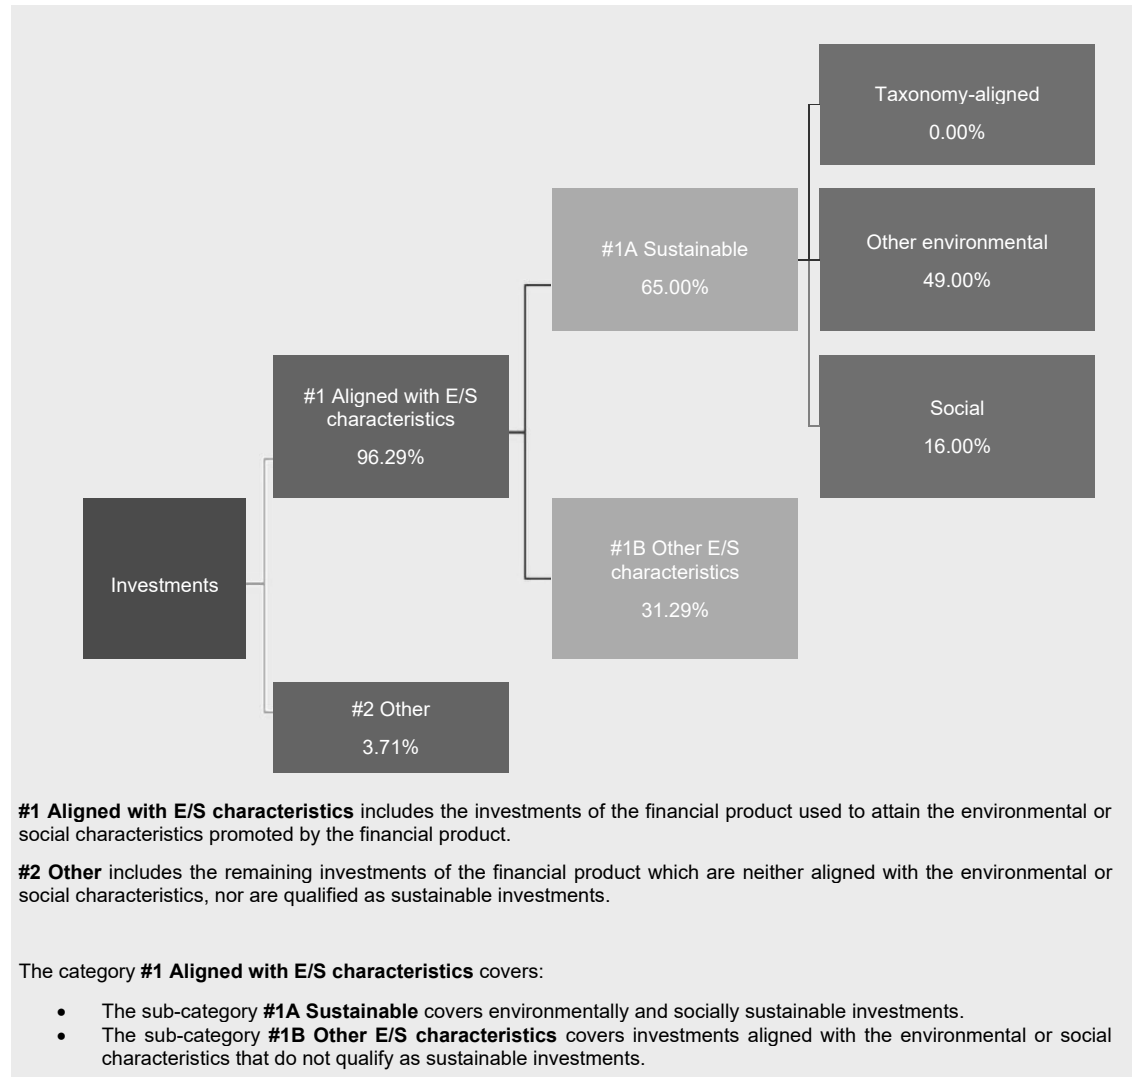 Taxonomy-aligned
0.00%
#1A Sustainable
65.00%
Other environmental
49.00%
#1 Aligned with E/S
characteristics
96.29%
Social
16.00%
Investments
#1B Other E/S
characteristics
31.29%
#2 Other
3.71%
#1 Aligned with E/S characteristics includes the investments of the financial product used to attain the environmental or
social characteristics promoted by the financial product.
#2 Other includes the remaining investments of the financial product which are neither aligned with the environmental or
social characteristics, nor are qualified as sustainable investments.
The category #1 Aligned with E/S characteristics covers:
• The sub-category #1A Sustainable covers environmentally and socially sustainable investments.
• The sub-category #1B Other E/S characteristics covers investments aligned with the environmental or social
characteristics that do not qualify as sustainable investments.